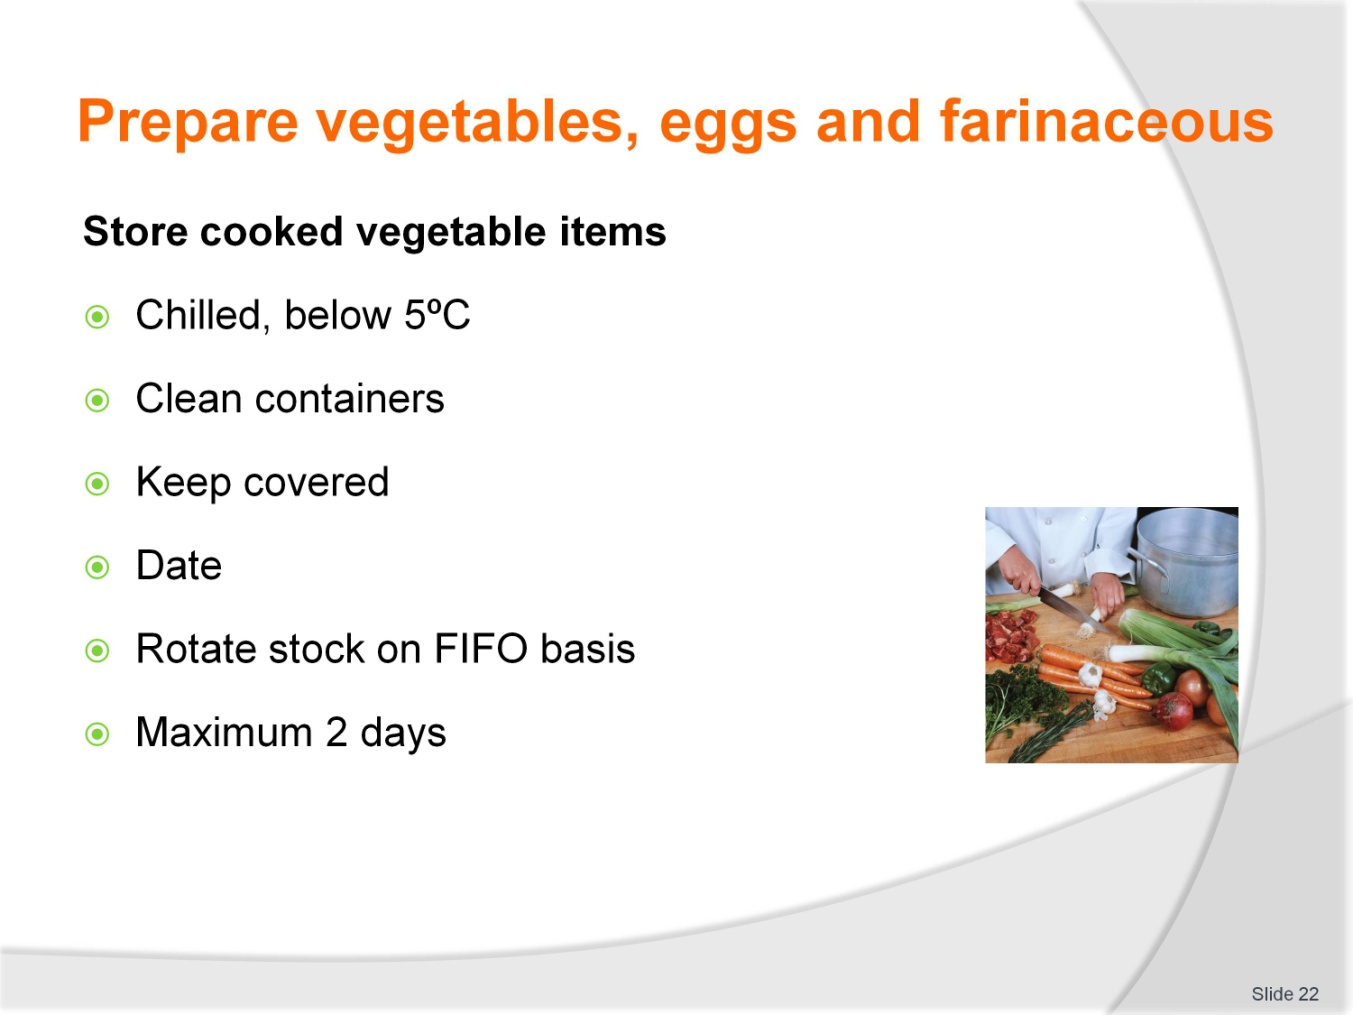 Prepare vegetables, eggs and farinaceous
Store cooked vegetable items
Chilled, below 5ºC
Clean containers
Keep covered
Date
Rotate stock on FIFO basis
Maximum 2 days
Slide 22